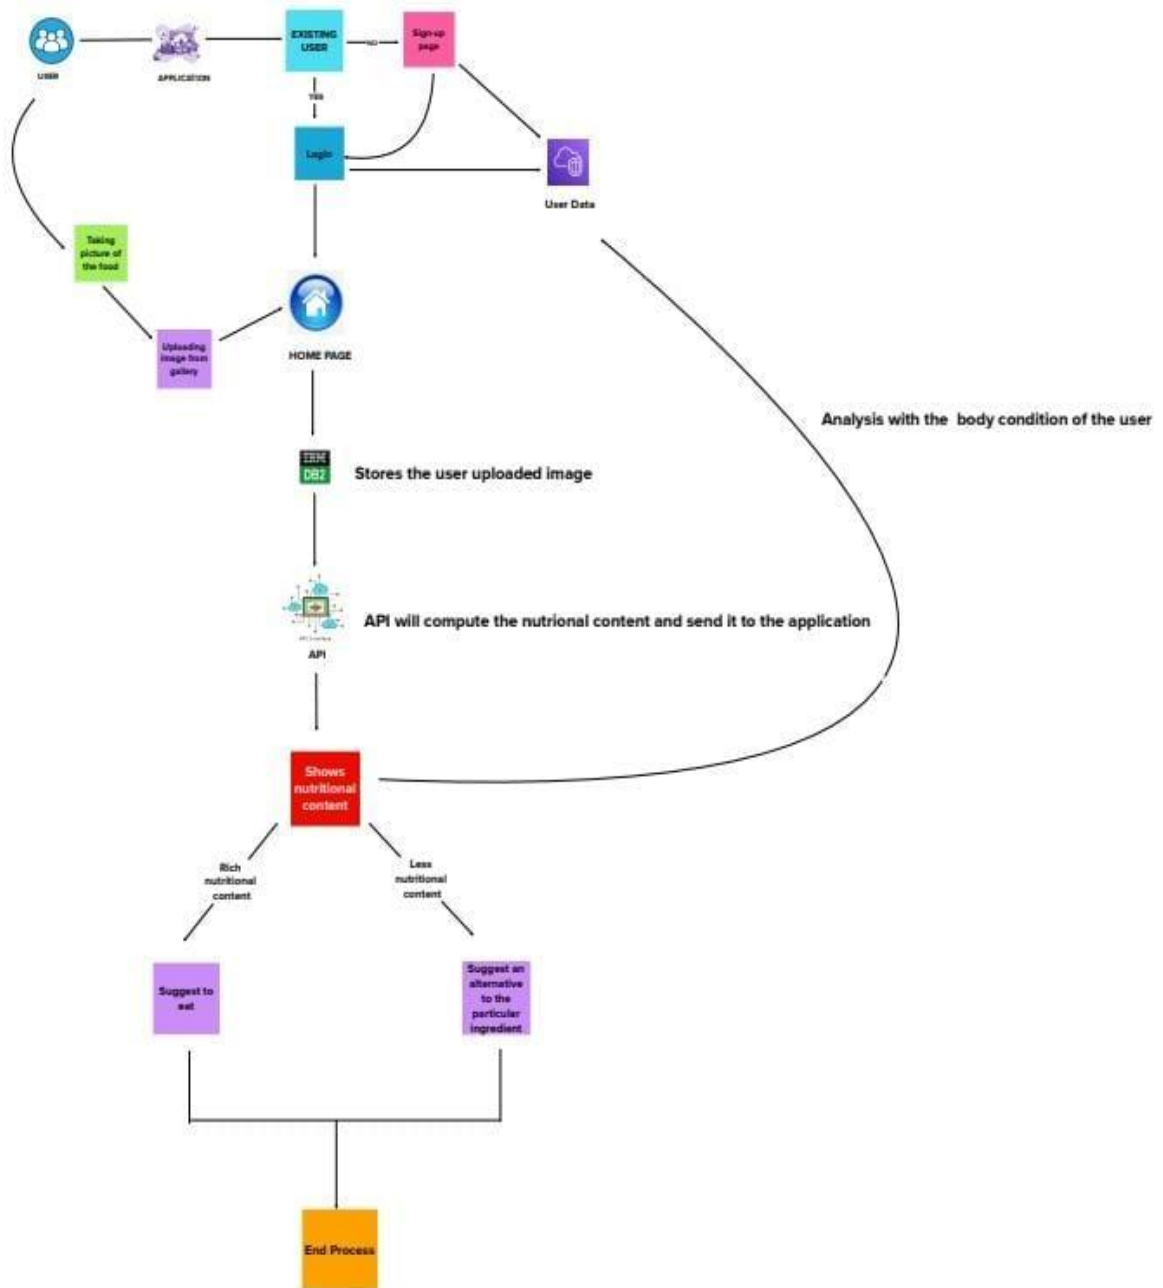 USER
APPLICATION
EXISTING
USER
NO
Sign-up
page
YES
Login
User Data
Taking
picture of
the food
Uploading
image from
gallery
HOME PAGE
Analysis with the  body condition of the user
IBM
DB2
Stores the user uploaded image
API will compute the nutrional content and send it to the application
API
Shows
nutritional
content
Rich
nutritional
content
Less
nutritional
content
Suggest to
eat
Suggest an
alternative
to the
particular
ingredient
End Process